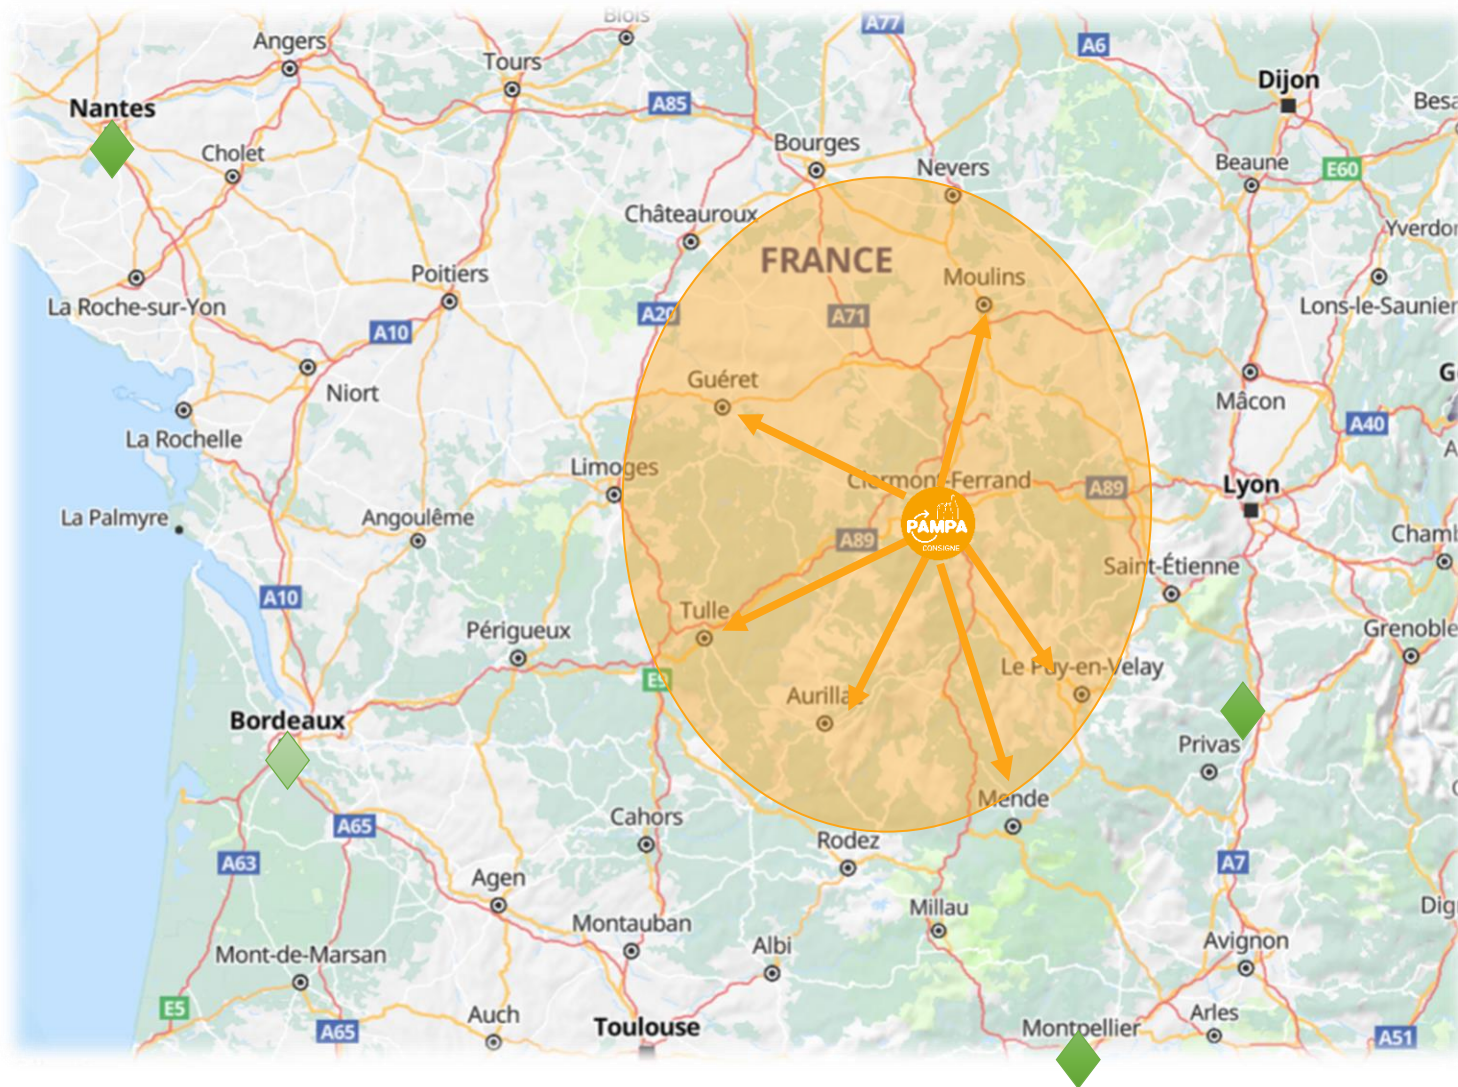 Blois
A77
Angers
A6
Tours
Dijon
A85
Besa
Nantes
Bourges
Cholet
Beaune
Nevers
E60
Châteauroux
Yverdo
FRANCE
Poitiers
Moulins
La Roche-sur-Yon
Lons-le-Saunier
A20
A71
A10
Guéret
G
Niort
Mâcon
A40
La Rochelle
A
Limoges
Clermont-Ferrand
A89
Lyon
La Palmyre
Angoulême
PAMPA
CONSIGNE
A89
Chamb
Saint-Étienne
A10
Tulle
Périgueux
Grenoble
Le Puy-en-Velay
E9
Aurillac
Bordeaux
Privas
Mende
Cahors
A65
Rodez
A63
A7
Agen
Millau
Dig
Montauban
Albi
Avignon
Mont-de-Marsan
E5
Auch
Arles
Toulouse
Montpellier
A65
A51